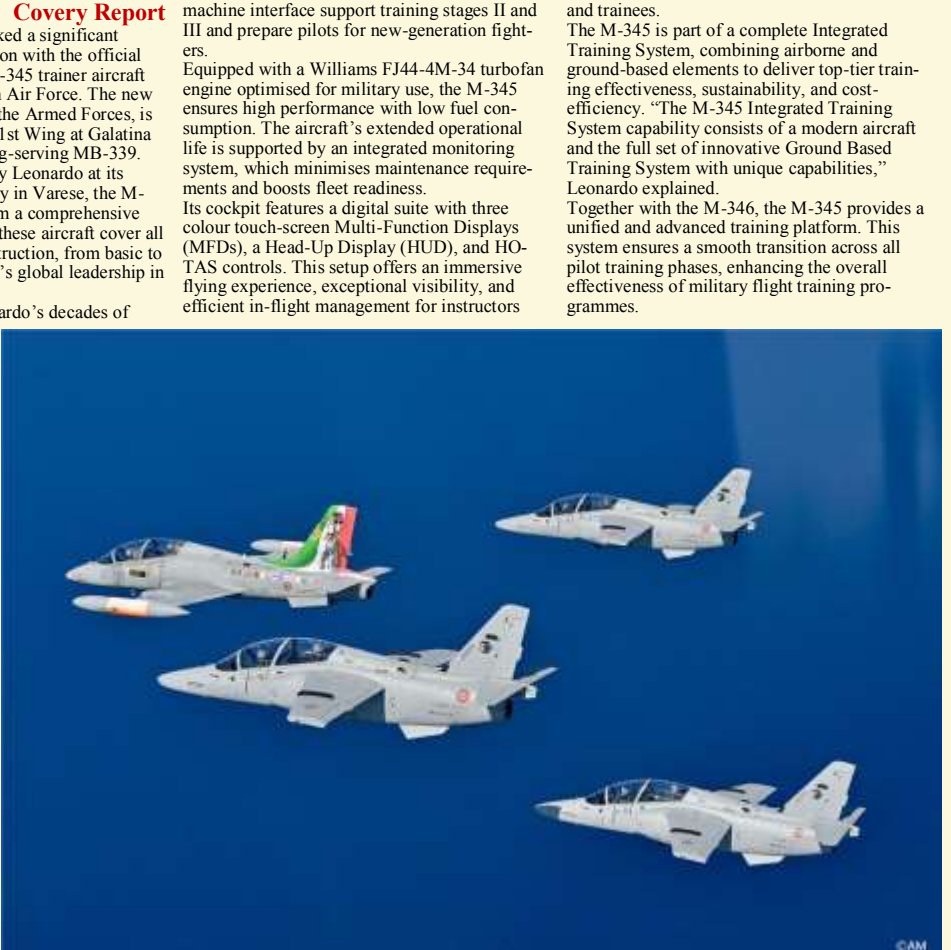 Covery Report
ked a significant
on with the official
-345 trainer aircraft
Air Force. The new
the Armed Forces, is
1st Wing at Galatina
g-serving MB-339.
y Leonardo at its
y in Varese, the M-
m a comprehensive
these aircraft cover all
truction, from basic to
's global leadership in
ardo's decades of
machine interface support training stages II and
III and prepare pilots for new-generation fight-
ers.
Equipped with a Williams FJ44-4M-34 turbofan
engine optimised for military use, the M-345
ensures high performance with low fuel con-
sumption. The aircraft's extended operational
life is supported by an integrated monitoring
system, which minimises maintenance require-
ments and boosts fleet readiness.
Its cockpit features a digital suite with three
colour touch-screen Multi-Function Displays
(MFDs), a Head-Up Display (HUD), and HO-
TAS controls. This setup offers an immersive
flying experience, exceptional visibility, and
efficient in-flight management for instructors
and trainees.
The M-345 is part of a complete Integrated
Training System, combining airborne and
ground-based elements to deliver top-tier train-
ing effectiveness, sustainability, and cost-
efficiency. “The M-345 Integrated Training
System capability consists of a modern aircraft
and the full set of innovative Ground Based
Training System with unique capabilities,”
Leonardo explained.
Together with the M-346, the M-345 provides a
unified and advanced training platform. This
system ensures a smooth transition across all
pilot training phases, enhancing the overall
effectiveness of military flight training pro-
grammes.
©AM